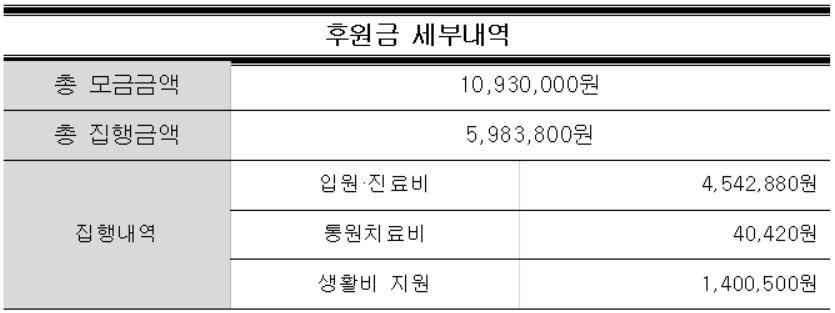 후원금 세부내역
총 모금금액 10,930,000원
총 집행금액 5,983,800원
집행내역
입원·진료비 4,542,880원
통원치료비 40,420원
생활비 지원 1,400,500원